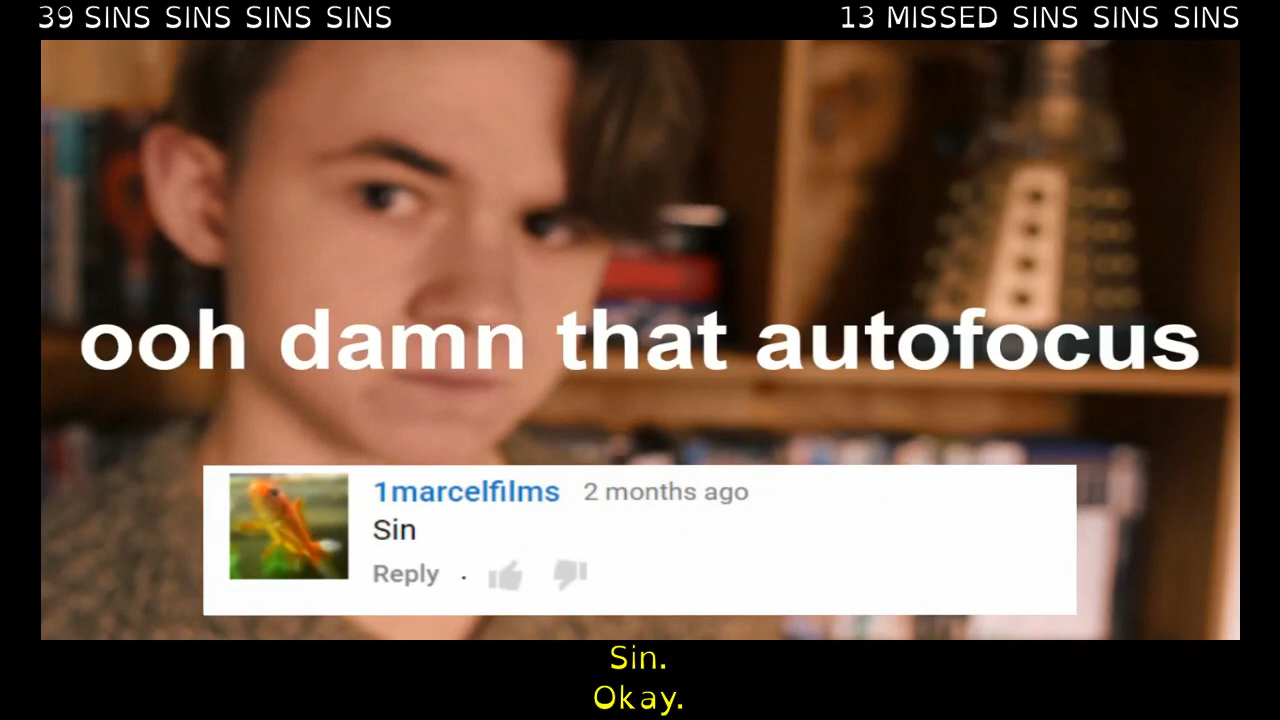 39 SINS SINS SINS SINS
13 MISSED SINS SINS SINS
ooh damn that autofocus
1marcelfilms 2 months ago
Sin
Reply ·
Sin.
Okay.